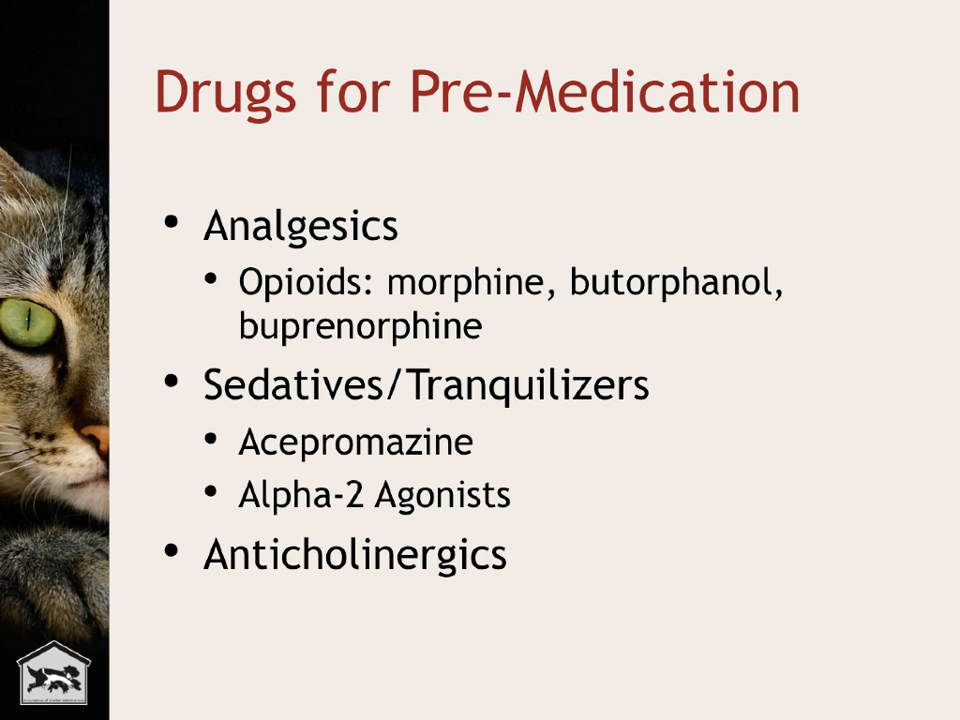 Drugs for Pre-Medication
• Analgesics
• Opioids: morphine, butorphanol,
buprenorphine
• Sedatives/Tranquilizers
• Acepromazine
• Alpha-2 Agonists
• Anticholinergics